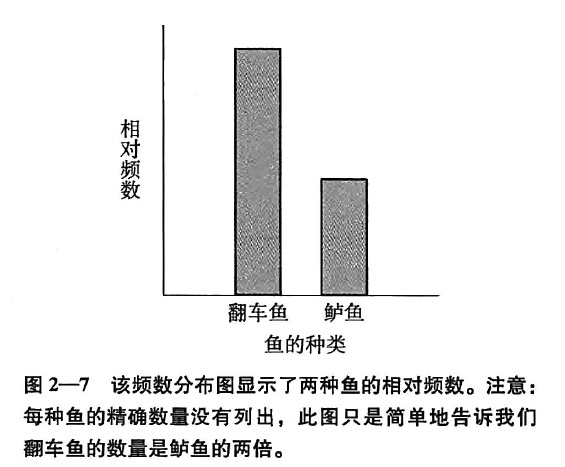 相对频数
翻车鱼 鲈鱼
鱼的种类
图 2—7 该频数分布图显示了两种鱼的相对频数。注意：
每种鱼的精确数量没有列出，此图只是简单地告诉我们
翻车鱼的数量是鲈鱼的两倍。